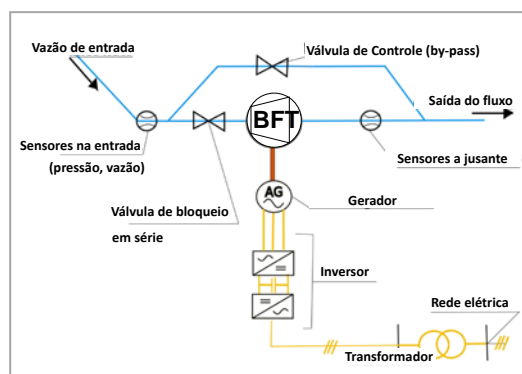 Vazão de entrada
Válvula de Controle (by-pass)
Saída do fluxo
BFT
Sensores na entrada
(pressão, vazão)
Sensores a jusante
AG
Gerador
Válvula de bloqueio
em série
Inversor
Rede elétrica
Transformador